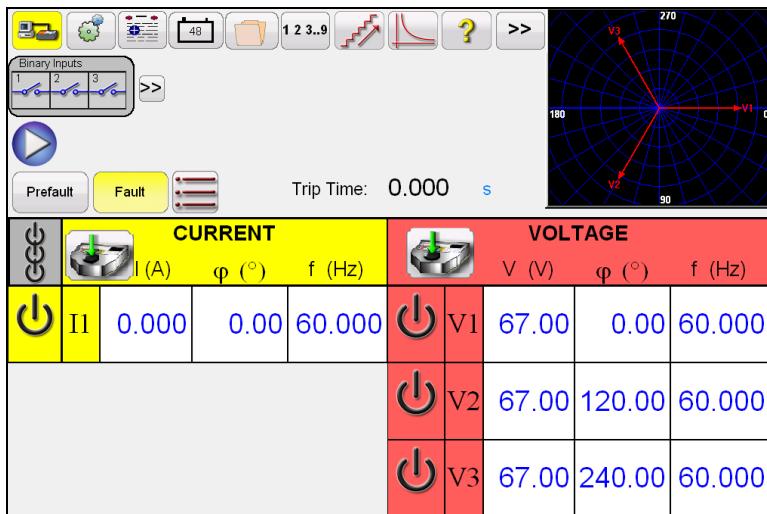 48
1 2 3..9
?
>>
Binary Inputs
1 2 3
>>
270
V3
180
V1
0
V2
90
Prefault
Fault
Trip Time: 0.000 s
CURRENT
I (A) φ (°) f (Hz)
VOLTAGE
V (V) φ (°) f (Hz)
I1 0.000 0.00 60.000 V1 67.00 0.00 60.000
V2 67.00 120.00 60.000
V3 67.00 240.00 60.000